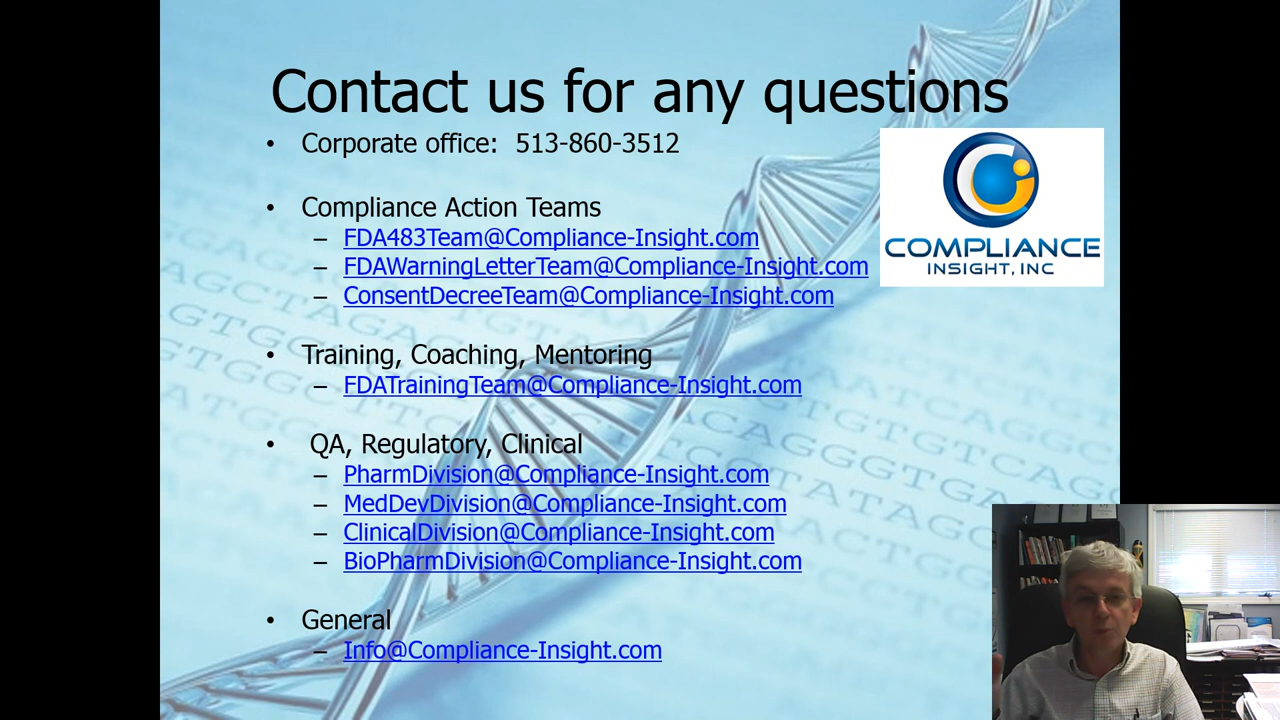 Contact us for any questions
• Corporate office: 513-860-3512
• Compliance Action Teams
– FDA483Team@Compliance-Insight.com
– FDAWarningLetterTeam@Compliance-Insight.com
– ConsentDecreeTeam@Compliance-Insight.com
• Training, Coaching, Mentoring
– FDATrainingTeam@Compliance-Insight.com
• QA, Regulatory, Clinical
– PharmDivision@Compliance-Insight.com
– MedDevDivision@Compliance-Insight.com
– ClinicalDivision@Compliance-Insight.com
– BioPharmDivision@Compliance-Insight.com
• General
– Info@Compliance-Insight.com
COMPLIANCE
INSIGHT, INC